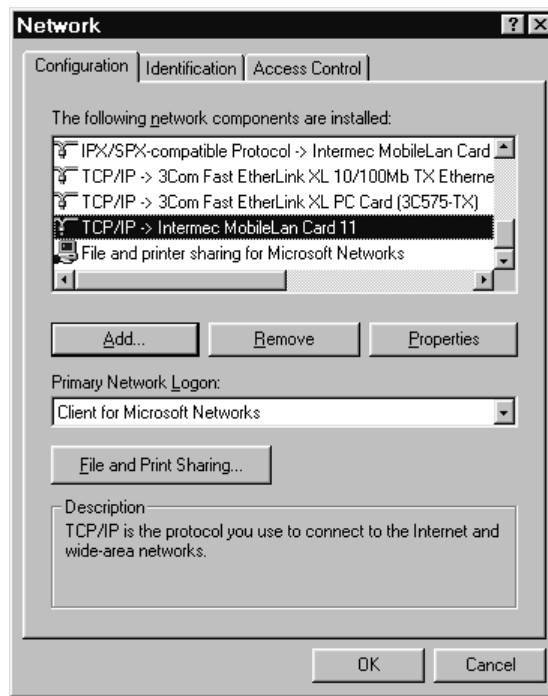 Network
Configuration Identification Access Control
The following network components are installed:
IPX/SPX-compatible Protocol -> Intermec MobileLan Card
TCP/IP -> 3Com Fast EtherLink XL 10/100Mb TX Etherne
TCP/IP -> 3Com Fast EtherLink XL PC Card (3C575-TX)
TCP/IP -> Intermec MobileLan Card 11
File and printer sharing for Microsoft Networks
Add... Remove Properties
Primary Network Logon:
Client for Microsoft Networks
File and Print Sharing...
Description
TCP/IP is the protocol you use to connect to the Internet and
wide-area networks.
OK Cancel